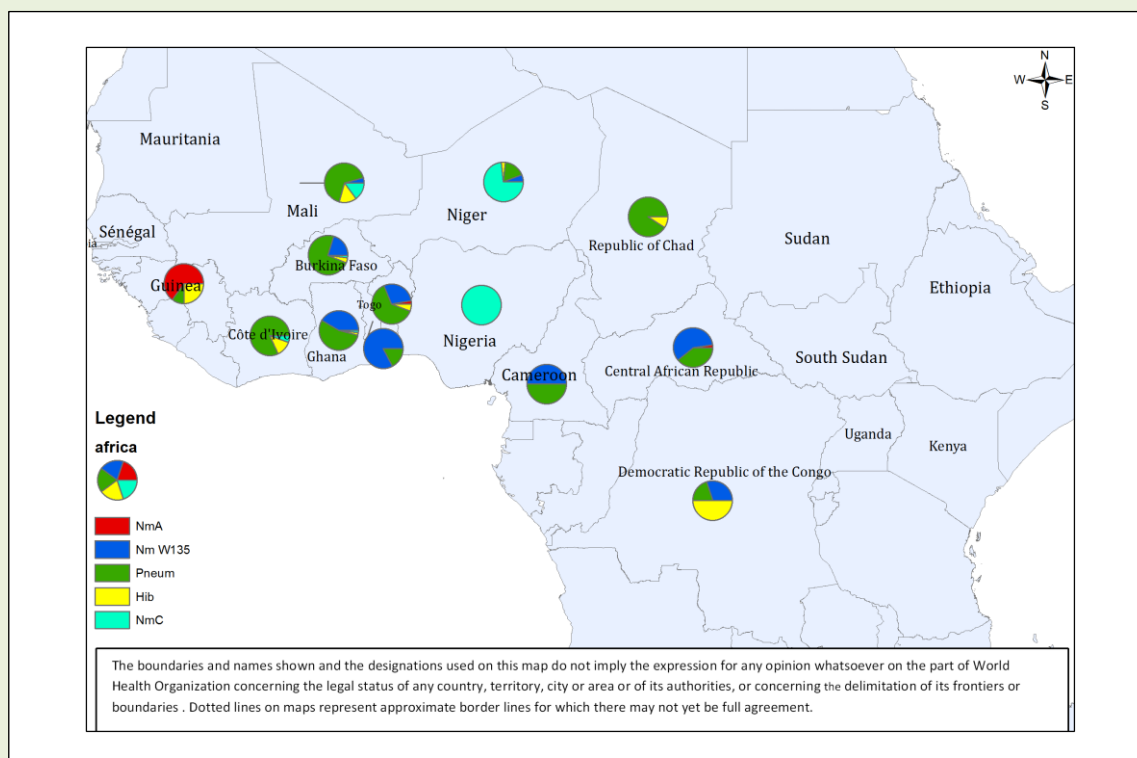 N
W E
S
Mauritania
Mali
Niger
Republic of Chad
Sudan
Sénégal
Burkina Faso
Guinea
Togo
Ethiopia
Côte d'Ivoire
Ghana
Nigeria
Cameroon
Central African Republic
South Sudan
Uganda
Kenya
Democratic Republic of the Congo
Legend
africa
NmA
Nm W135
Pneum
Hib
NmC
The boundaries and names shown and the designations used on this map do not imply the expression for any opinion whatsoever on the part of World
Health Organization concerning the legal status of any country, territory, city or area or of its authorities, or concerning the delimitation of its frontiers or
boundaries . Dotted lines on maps represent approximate border lines for which there may not yet be full agreement.